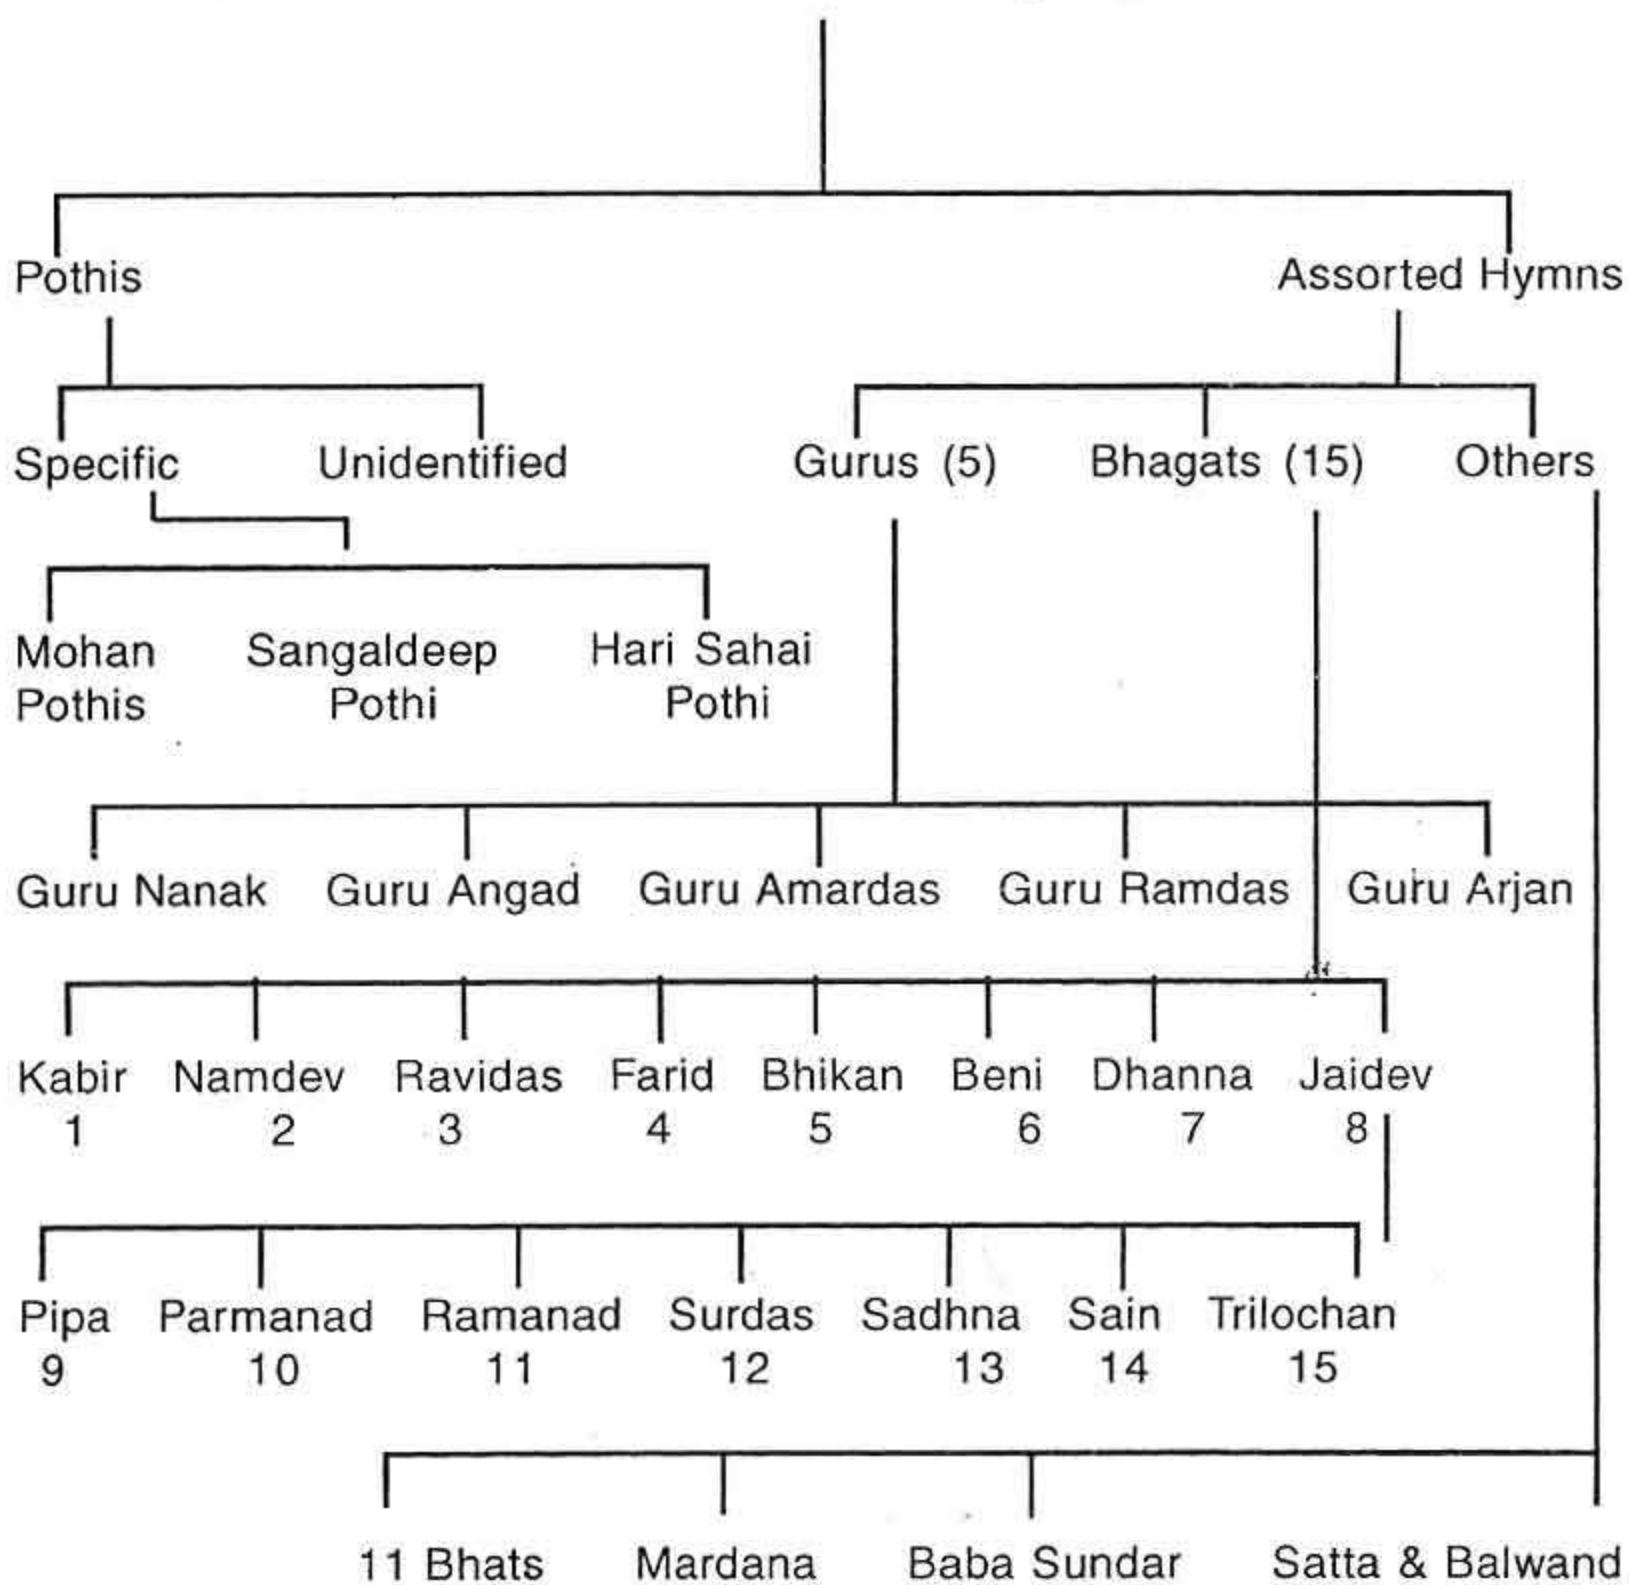 Pothis Assorted Hymns
Specific Unidentified Gurus (5) Bhagats (15) Others
Mohan Sangaldeep Hari Sahai
Pothis Pothi Pothi
Guru Nanak Guru Angad Guru Amardas Guru Ramdas Guru Arjan
Kabir Namdev Ravidas Farid Bhikan Beni Dhanna Jaidev
1 2 3 4 5 6 7 8
Pipa Parmanad Ramanad Surdas Sadhna Sain Trilochan
9 10 11 12 13 14 15
11 Bhats Mardana Baba Sundar Satta & Balwand